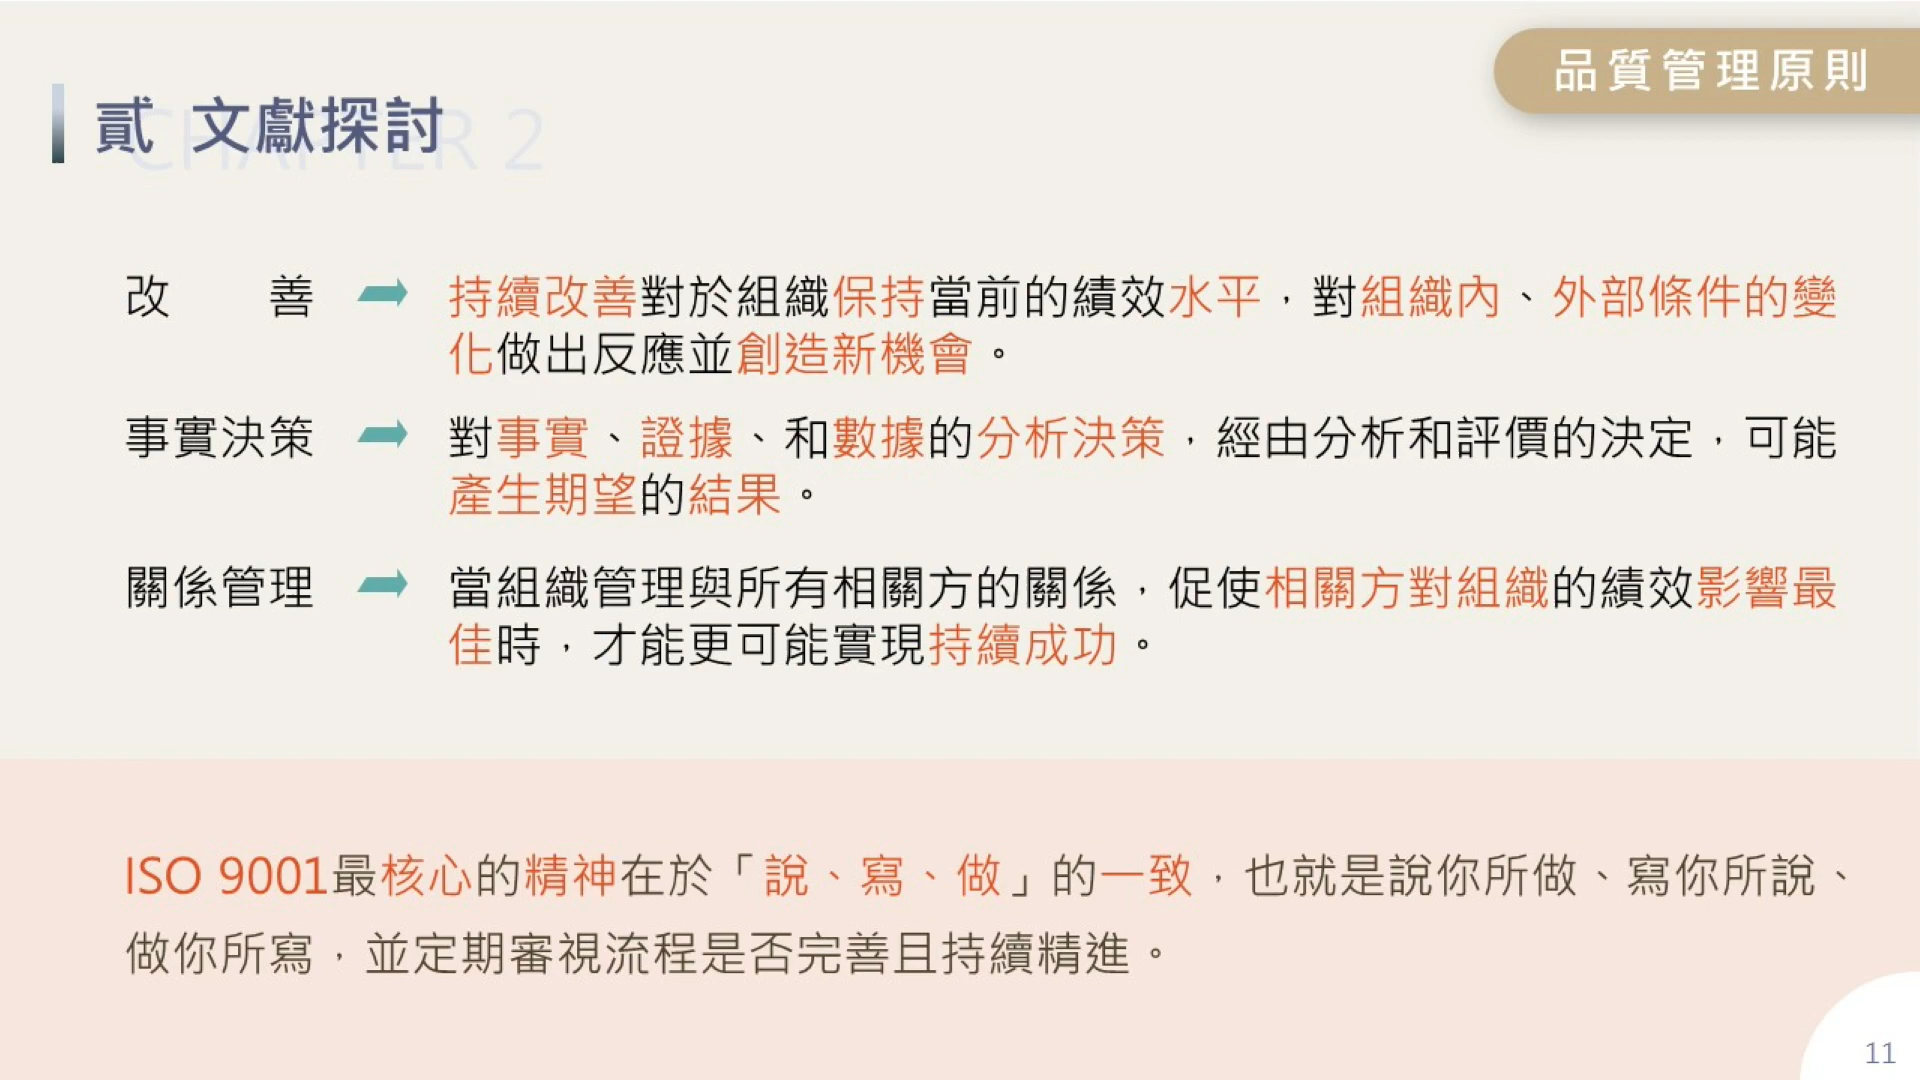 品質管理原則
貳 文獻探討
CHAPTER 2
改 善 持續改善對於組織保持當前的績效水平，對組織內、外部條件的變
化做出反應並創造新機會。
事實決策 對事實、證據、和數據的分析決策，經由分析和評價的決定，可能
產生期望的結果。
關係管理 當組織管理與所有相關方的關係，促使相關方對組織的績效影響最
佳時，才能更可能實現持續成功。
ISO 9001最核心的精神在於「說、寫、做」的一致，也就是說你所做、寫你所說、
做你所寫，並定期審視流程是否完善且持續精進。
11